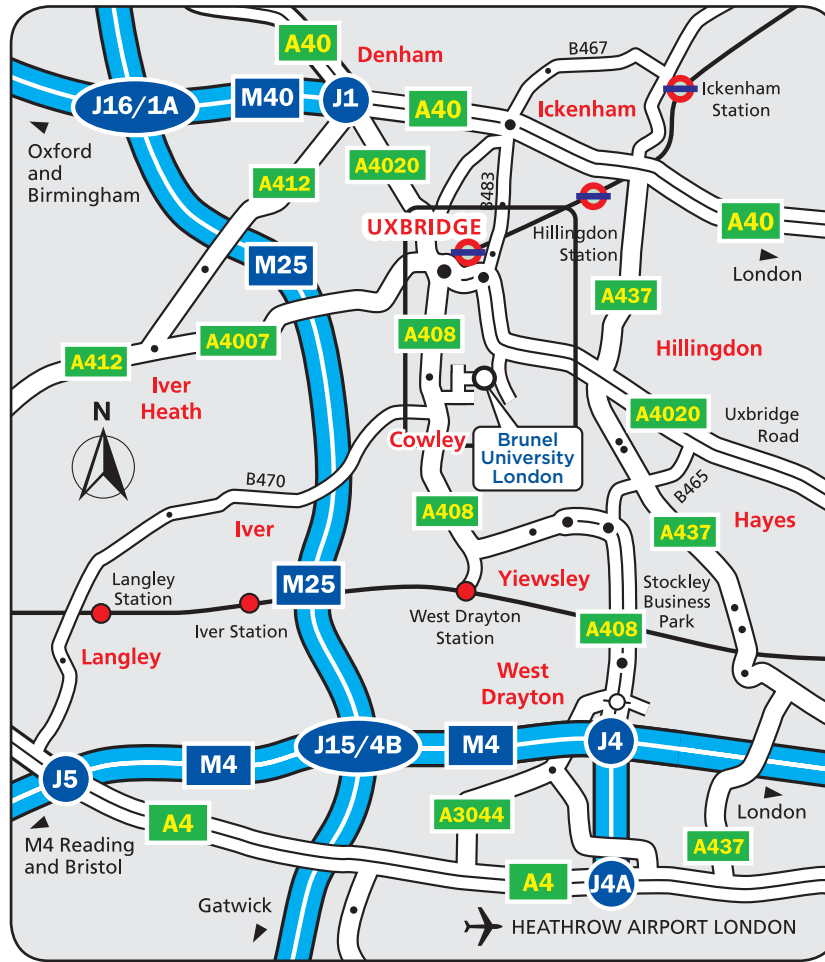 A40
Denham
B467
J16/1A
M40
J1
A40
Ickenham
Ickenham
Station
Oxford
and
Birmingham
A412
A4020
B483
UXBRIDGE
Hillingdon
Station
A40
London
M25
A437
A412
A4007
A408
Hillingdon
Iver
Heath
N
A4020
Uxbridge
Road
Cowley
Brunel
University
London
B470
A408
B465
Iver
A437
Hayes
Langley
Station
M25
Yiewsley
Stockley
Business
Park
Iver Station
West Drayton
Station
A408
Langley
West
Drayton
J15/4B
M4
J4
J5
M4
London
A4
A3044
M4 Reading
and Bristol
A437
A4
J4A
Gatwick
HEATHROW AIRPORT LONDON